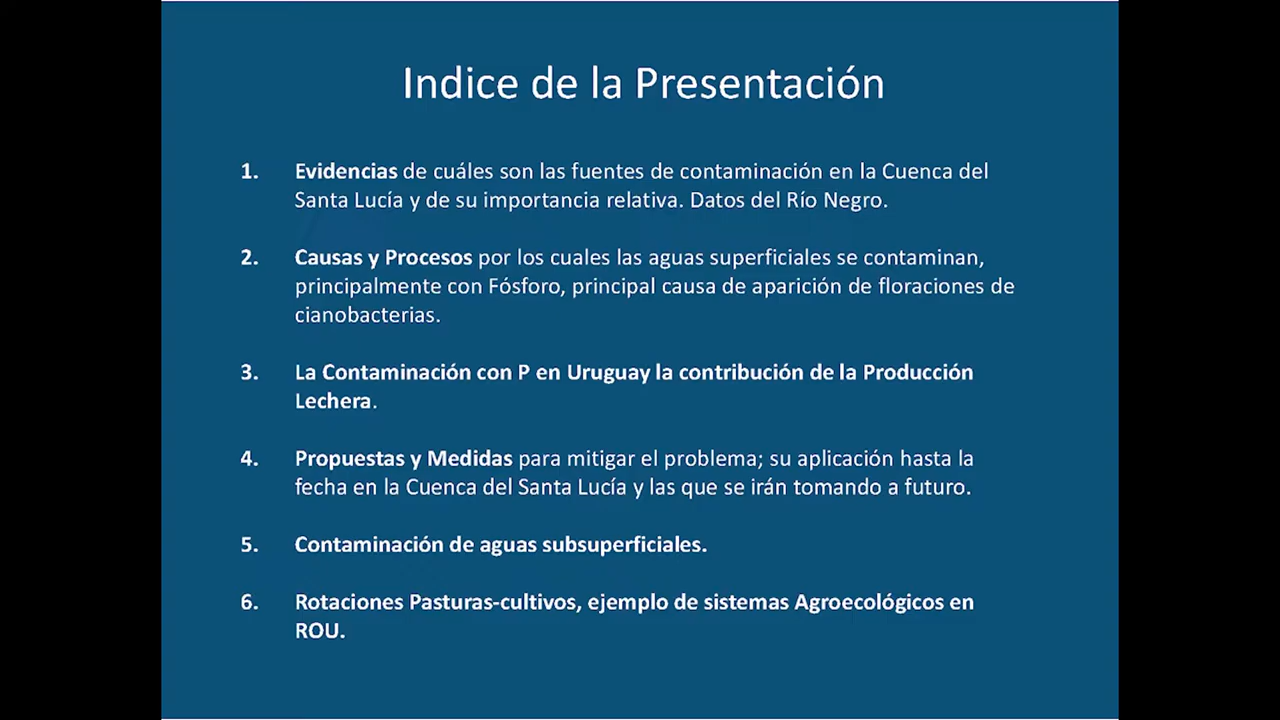 Indice de la Presentación
1. Evidencias de cuáles son las fuentes de contaminación en la Cuenca del
Santa Lucía y de su importancia relativa. Datos del Río Negro.
2. Causas y Procesos por los cuales las aguas superficiales se contaminan,
principalmente con Fósforo, principal causa de aparición de floraciones de
cianobacterias.
3. La Contaminación con P en Uruguay la contribución de la Producción
Lechera.
4. Propuestas y Medidas para mitigar el problema; su aplicación hasta la
fecha en la Cuenca del Santa Lucía y las que se irán tomando a futuro.
5. Contaminación de aguas subsuperficiales.
6. Rotaciones Pasturas-cultivos, ejemplo de sistemas Agroecológicos en
ROU.